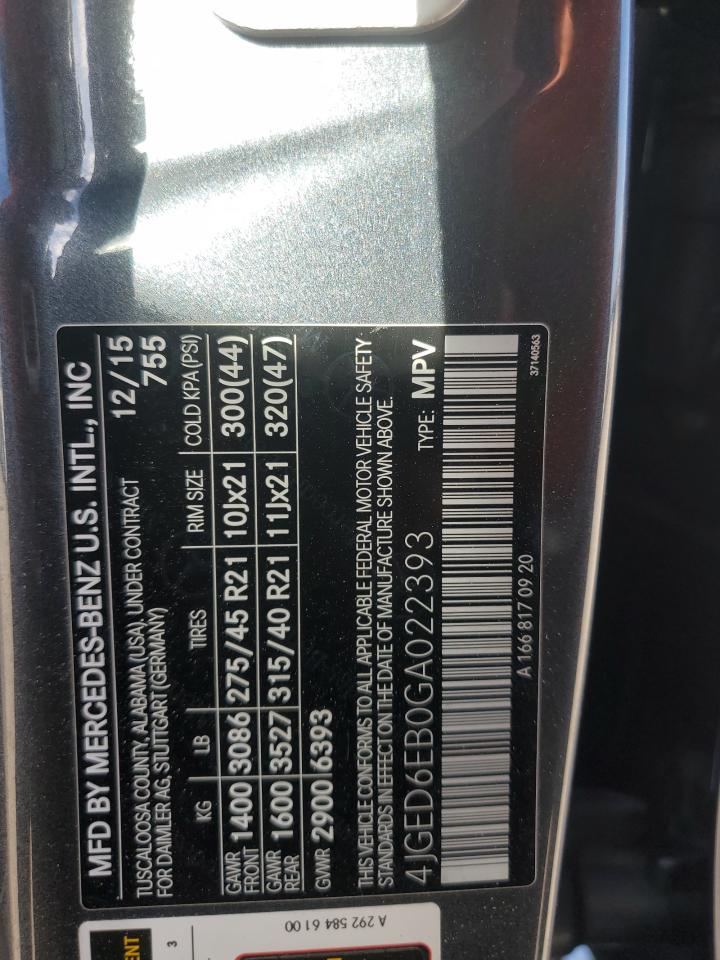 MFD BY MERCEDES-BENZ U.S. INTL., INC
TUSCALOOSA COUNTY, ALABAMA (USA), UNDER CONTRACT 12/15
FOR DAIMLER AG, STUTTGART (GERMANY) 755
KG LB TIRES RIM SIZE COLD KPA (PSI)
GAWR FRONT 1400 3086 275/45 R21 10Jx21 300(44)
GAWR REAR 1600 3527 315/40 R21 11Jx21 320(47)
GVWR 2900 6393
THIS VEHICLE CONFORMS TO ALL APPLICABLE FEDERAL MOTOR VEHICLE SAFETY
STANDARDS IN EFFECT ON THE DATE OF MANUFACTURE SHOWN ABOVE.
4JGED6EB0GA022393 TYPE: MPV
A 166 817 09 20 37140563
A 292 584 61 00
3